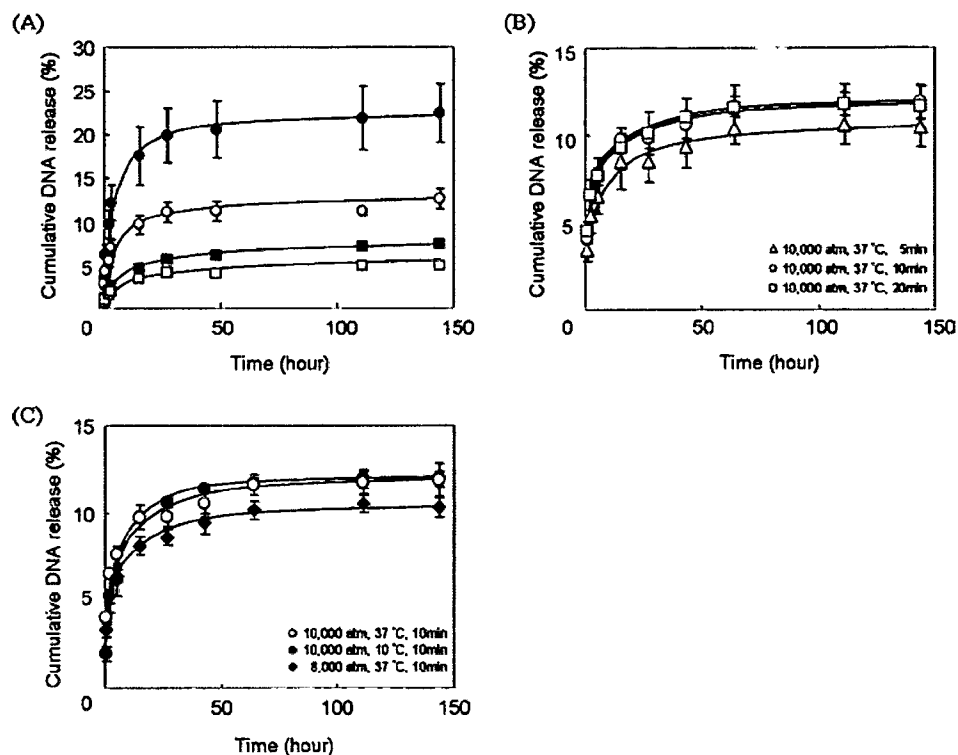 (A)
Cumulative DNA release (%)
30
25
20
15
10
5
0
50
100
150
Time (hour)
(B)
Cumulative DNA release (%)
15
10
5
0
50
100
150
10,000 atm, 37 °C, 5min
10,000 atm, 37 °C, 10min
10,000 atm, 37 °C, 20min
Time (hour)
(C)
Cumulative DNA release (%)
15
10
5
0
50
100
150
10,000 atm, 37 °C, 10min
10,000 atm, 10 °C, 10min
8,000 atm, 37 °C, 10min
Time (hour)